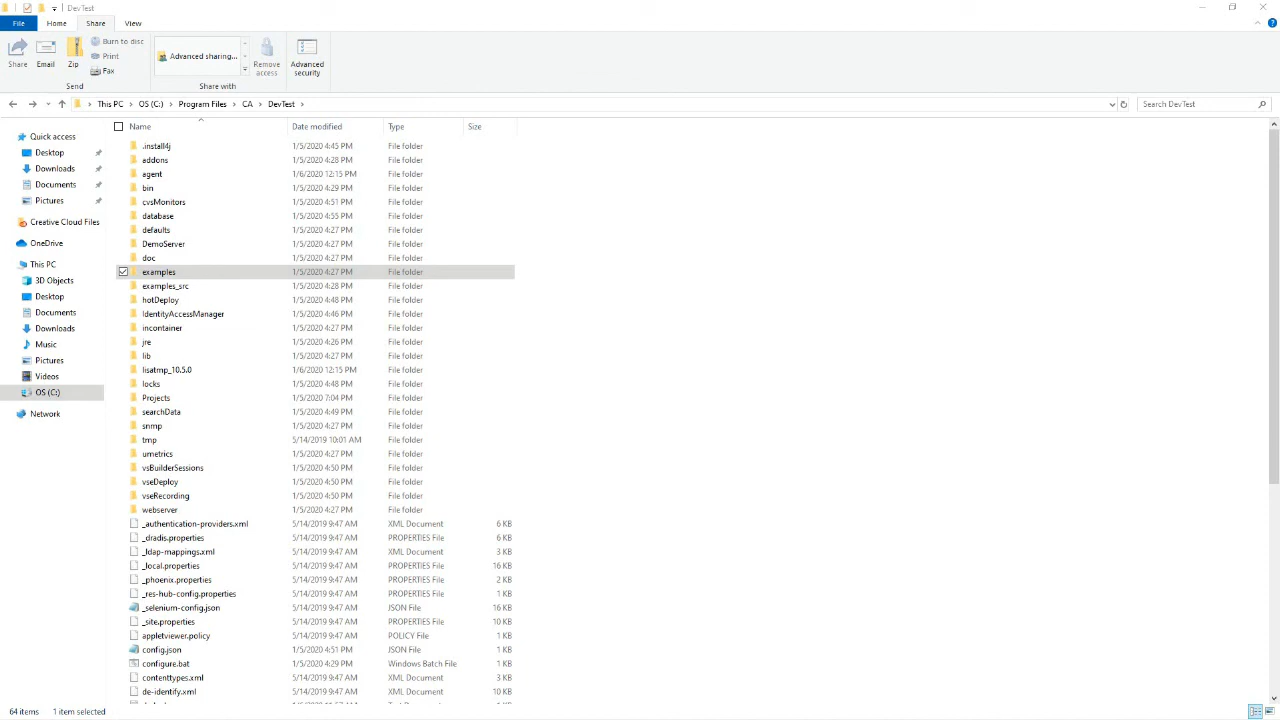 DevTest
File Home Share View
Share Email Zip Burn to disc Print Fax Advanced sharing... Remove access Advanced security
Send Share with
This PC OS (C:) Program Files CA DevTest Search DevTest
Quick access
Desktop
Downloads
Documents
Pictures
Creative Cloud Files
OneDrive
This PC
3D Objects
Desktop
Documents
Downloads
Music
Pictures
Videos
OS (C:)
Network
Name Date modified Type Size
.install4j 1/5/2020 4:45 PM File folder
addons 1/5/2020 4:28 PM File folder
agent 1/6/2020 12:15 PM File folder
bin 1/5/2020 4:29 PM File folder
cvsMonitors 1/5/2020 4:51 PM File folder
database 1/5/2020 4:55 PM File folder
defaults 1/5/2020 4:27 PM File folder
DemoServer 1/5/2020 4:27 PM File folder
doc 1/5/2020 4:27 PM File folder
examples 1/5/2020 4:27 PM File folder
examples_src 1/5/2020 4:28 PM File folder
hotDeploy 1/5/2020 4:48 PM File folder
IdentityAccessManager 1/5/2020 4:46 PM File folder
incontainer 1/5/2020 4:27 PM File folder
jre 1/5/2020 4:26 PM File folder
lib 1/5/2020 4:27 PM File folder
lisatmp_10.5.0 1/6/2020 12:15 PM File folder
locks 1/5/2020 4:48 PM File folder
Projects 1/5/2020 7:04 PM File folder
searchData 1/5/2020 4:49 PM File folder
snmp 1/5/2020 4:27 PM File folder
tmp 5/14/2019 10:01 AM File folder
umetrics 1/5/2020 4:27 PM File folder
vsBuilderSessions 1/5/2020 4:50 PM File folder
vseDeploy 1/5/2020 4:50 PM File folder
vseRecording 1/5/2020 4:50 PM File folder
webserver 1/5/2020 4:27 PM File folder
_authentication-providers.xml 5/14/2019 9:47 AM XML Document 6 KB
_dradis.properties 5/14/2019 9:47 AM PROPERTIES File 6 KB
_ldap-mappings.xml 5/14/2019 9:47 AM XML Document 3 KB
_local.properties 5/14/2019 9:47 AM PROPERTIES File 16 KB
_phoenix.properties 5/14/2019 9:47 AM PROPERTIES File 2 KB
_res-hub-config.properties 5/14/2019 9:47 AM PROPERTIES File 1 KB
_selenium-config.json 5/14/2019 9:47 AM JSON File 16 KB
_site.properties 5/14/2019 9:47 AM PROPERTIES File 10 KB
appletviewer.policy 5/14/2019 9:47 AM POLICY File 1 KB
config.json 1/5/2020 4:51 PM JSON File 1 KB
configure.bat 1/5/2020 4:29 PM Windows Batch File 1 KB
contenttypes.xml 5/14/2019 9:47 AM XML Document 3 KB
de-identify.xml 5/14/2019 9:47 AM XML Document 10 KB
64 items 1 item selected